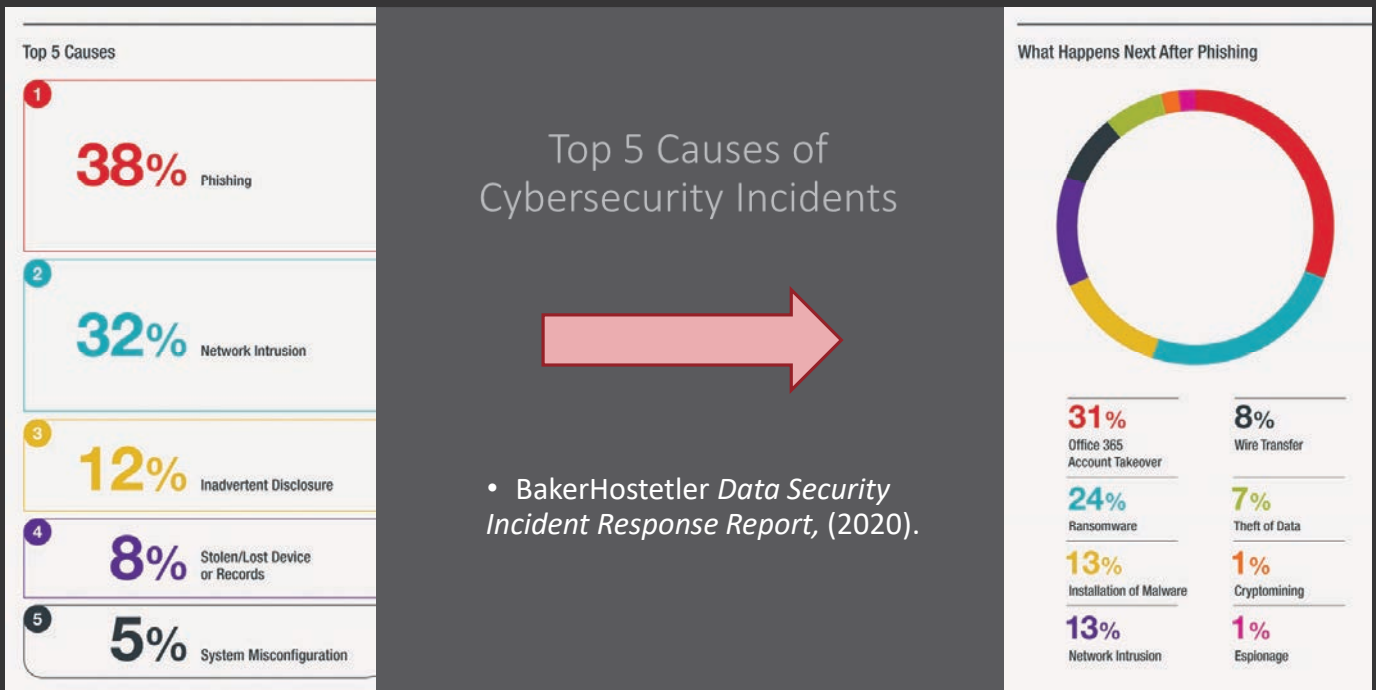 Top 5 Causes
1
38% Phishing
2
32% Network Intrusion
3
12% Inadvertent Disclosure
4
8% Stolen/Lost Device
or Records
5
5% System Misconfiguration
Top 5 Causes of
Cybersecurity Incidents
• BakerHostetler Data Security
Incident Response Report, (2020).
What Happens Next After Phishing
31%
Office 365
Account Takeover
8%
Wire Transfer
24%
Ransomware
7%
Theft of Data
13%
Installation of Malware
1%
Cryptomining
13%
Network Intrusion
1%
Espionage